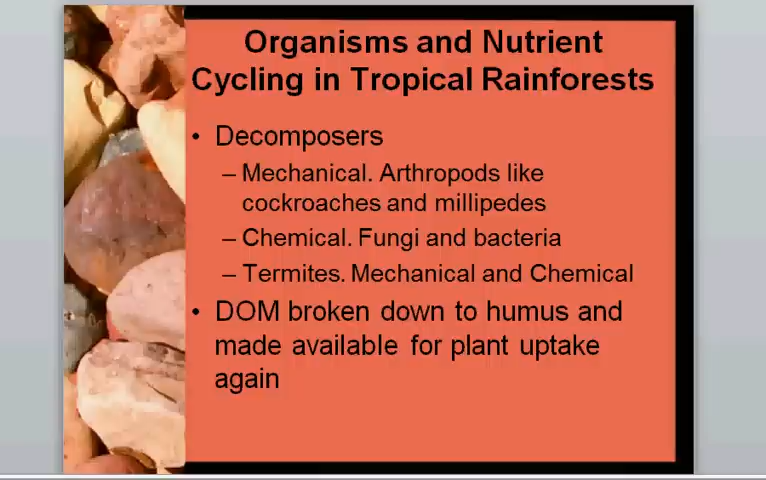 Organisms and Nutrient
Cycling in Tropical Rainforests
• Decomposers
– Mechanical. Arthropods like
cockroaches and millipedes
– Chemical. Fungi and bacteria
– Termites. Mechanical and Chemical
• DOM broken down to humus and
made available for plant uptake
again